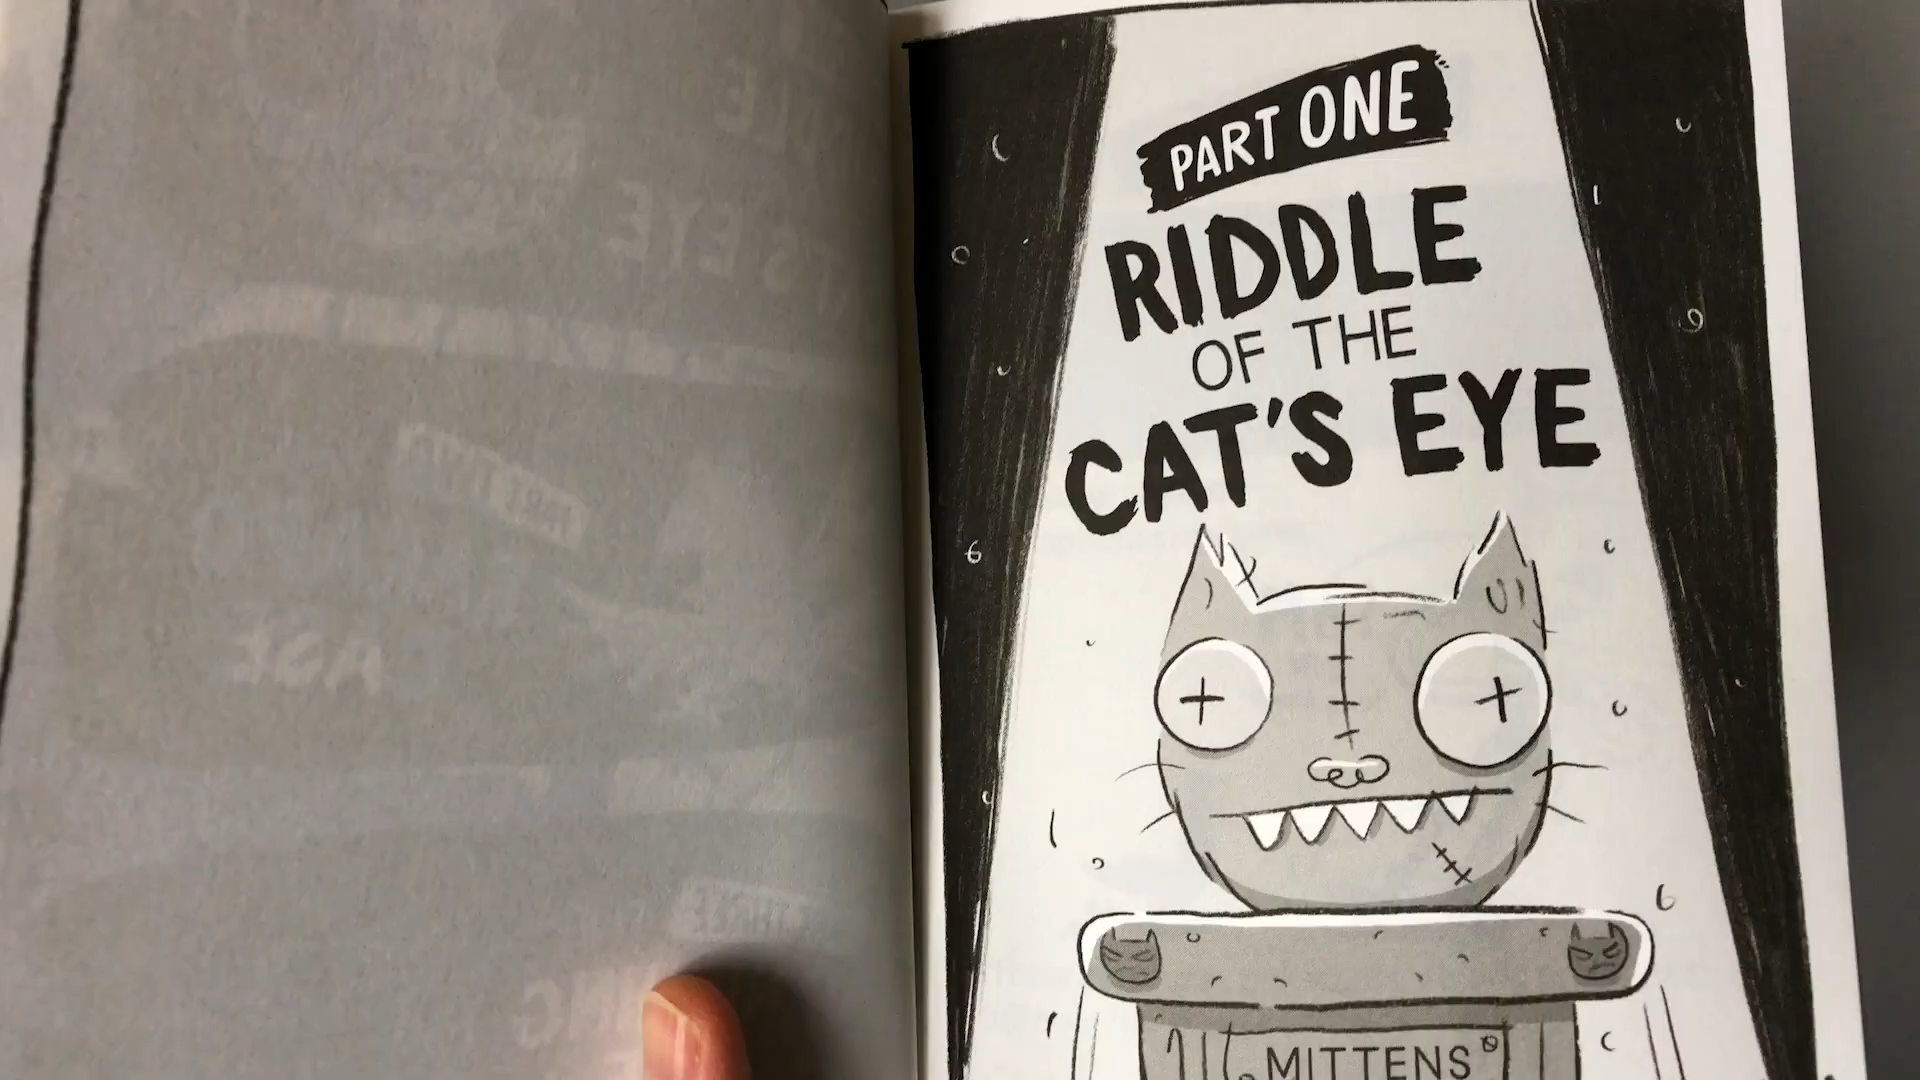 PART ONE
RIDDLE
OF THE
CAT'S EYE
MITTENS